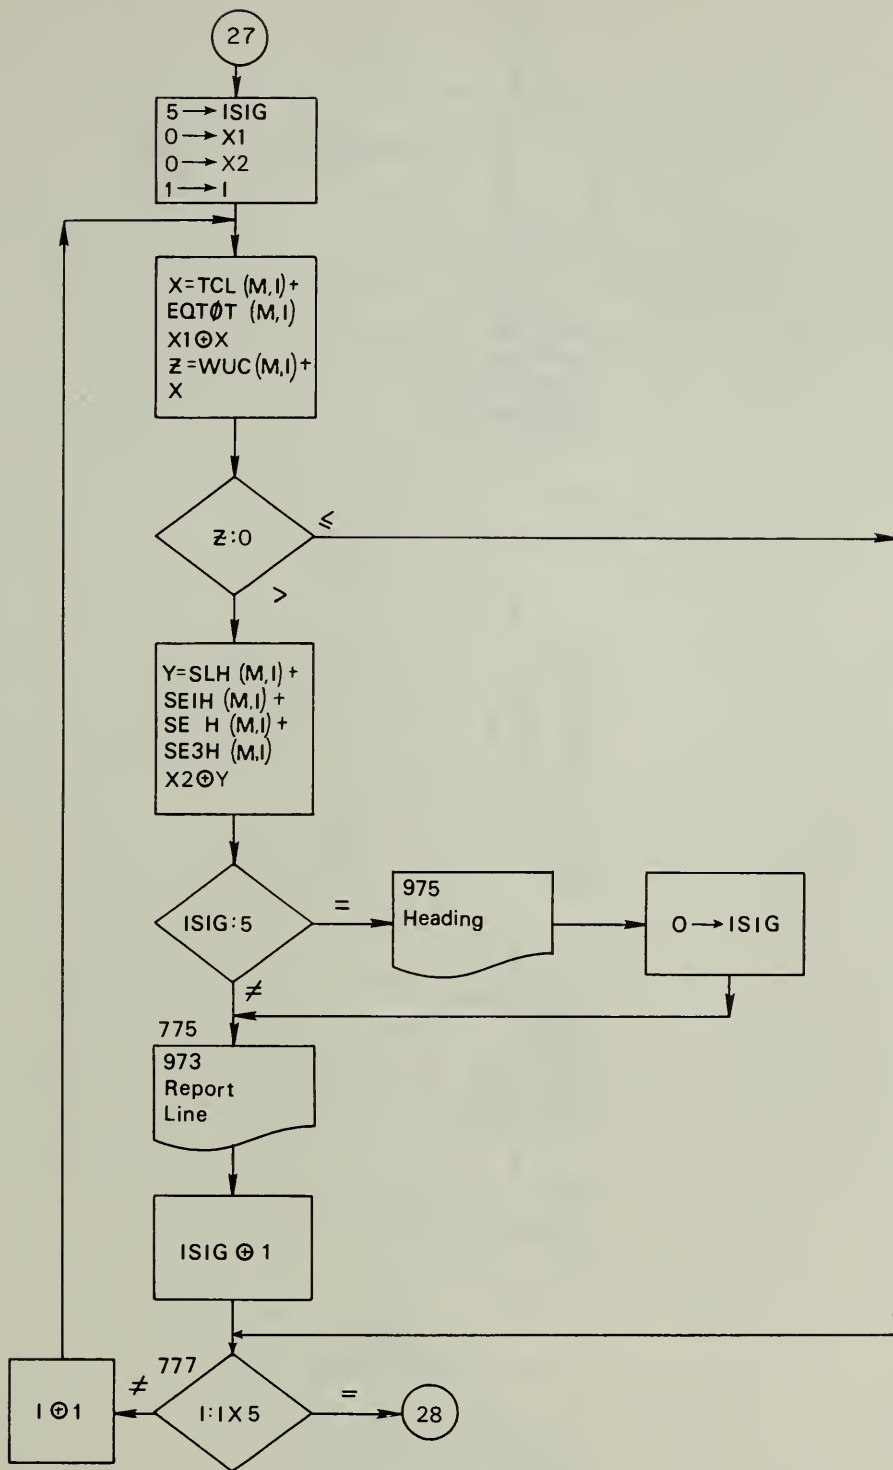 27
5 → ISIG
0 → X1
0 → X2
1 → I
X=TCL (M,I)+
EQTØT (M,I)
X1⊕X
Z=WUC (M,I)+
X
Z:0
≤
>
Y=SLH (M,I)+
SEIH (M,I)+
SE H (M,I)+
SE3H (M,I)
X2⊕Y
ISIG:5
=
975
Heading
0 → ISIG
≠
775
973
Report
Line
ISIG ⊕ 1
777
I ⊕ 1
≠
I:IX5
=
28